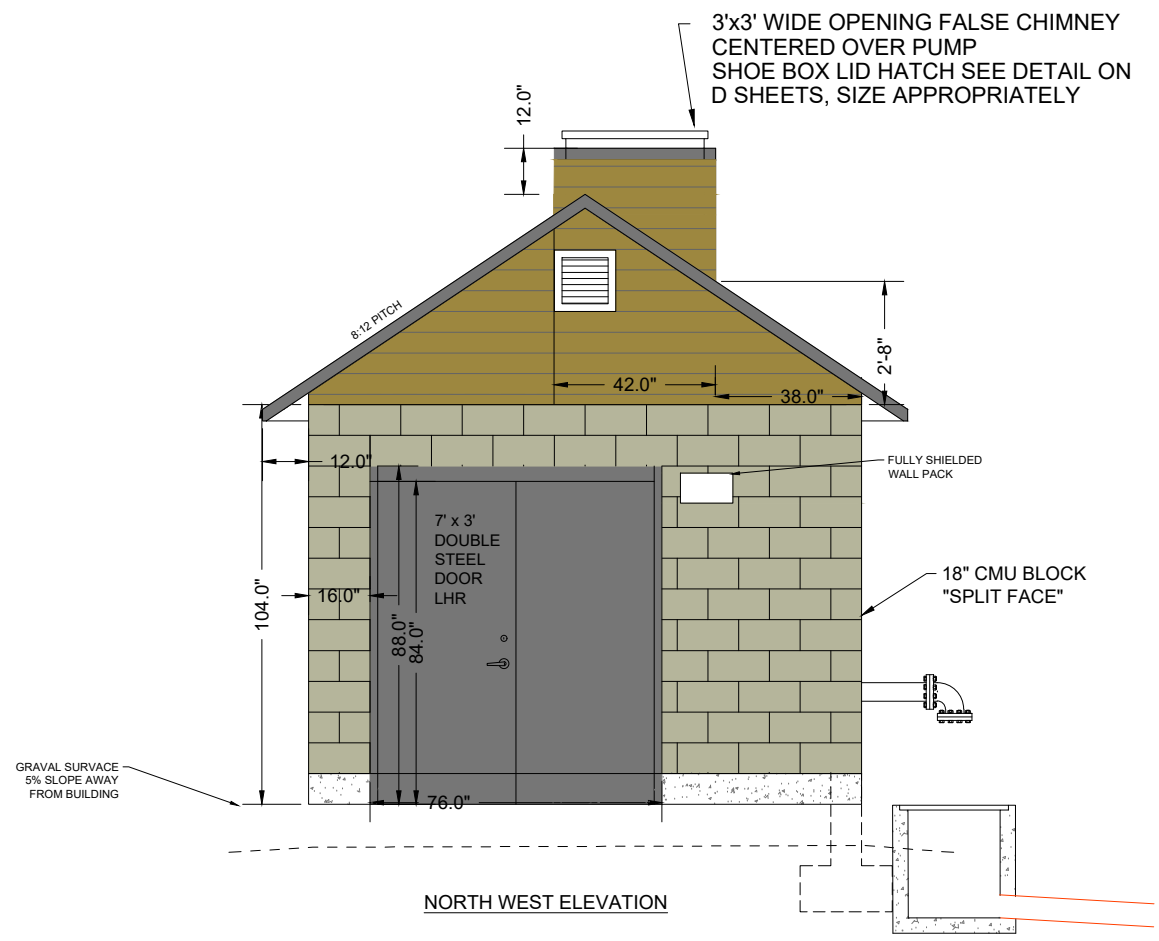 3'x3' WIDE OPENING FALSE CHIMNEY
CENTERED OVER PUMP
SHOE BOX LID HATCH SEE DETAIL ON
D SHEETS, SIZE APPROPRIATELY
12.0"
8:12 PITCH
2'-8"
42.0"
38.0"
12.0"
FULLY SHIELDED
WALL PACK
7' x 3'
DOUBLE
STEEL
DOOR
LHR
18" CMU BLOCK
"SPLIT FACE"
104.0"
16.0"
88.0"
84.0"
GRAVAL SURVACE
5% SLOPE AWAY
FROM BUILDING
76.0"
NORTH WEST ELEVATION